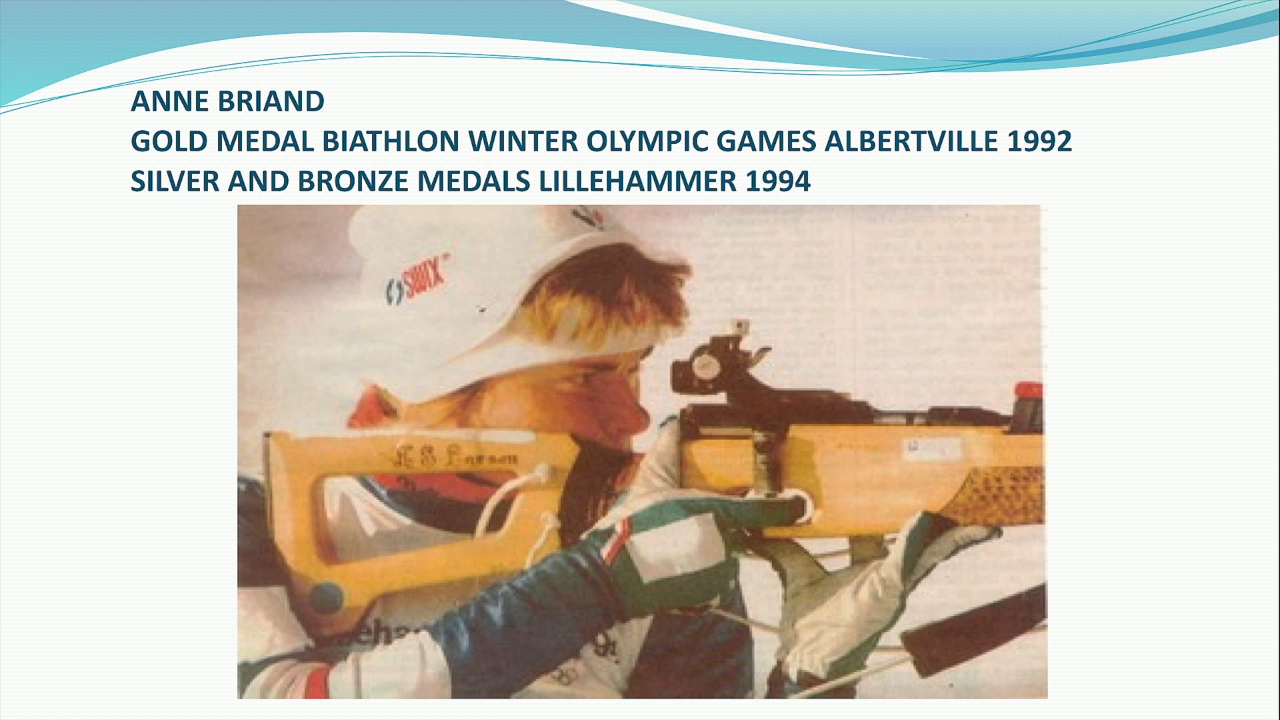 ANNE BRIAND
GOLD MEDAL BIATHLON WINTER OLYMPIC GAMES ALBERTVILLE 1992
SILVER AND BRONZE MEDALS LILLEHAMMER 1994
SWIX